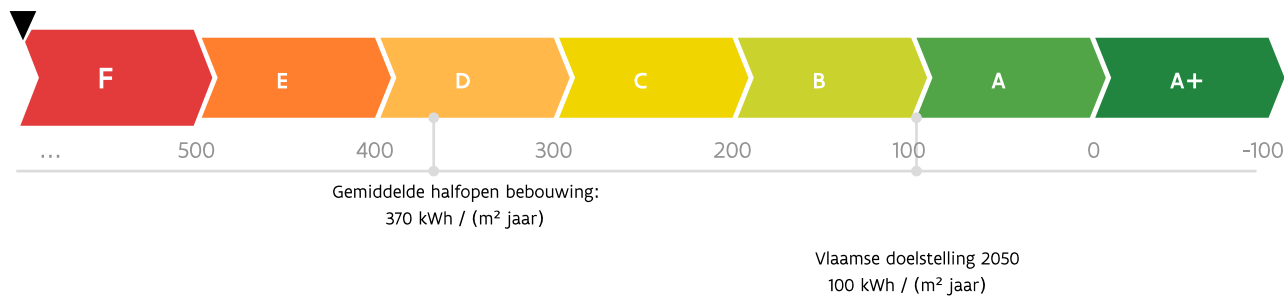 F E D C B A A+
... 500 400 300 200 100 0 -100
Gemiddelde halfopen bebouwing:
370 kWh / (m² jaar)
Vlaamse doelstelling 2050
100 kWh / (m² jaar)